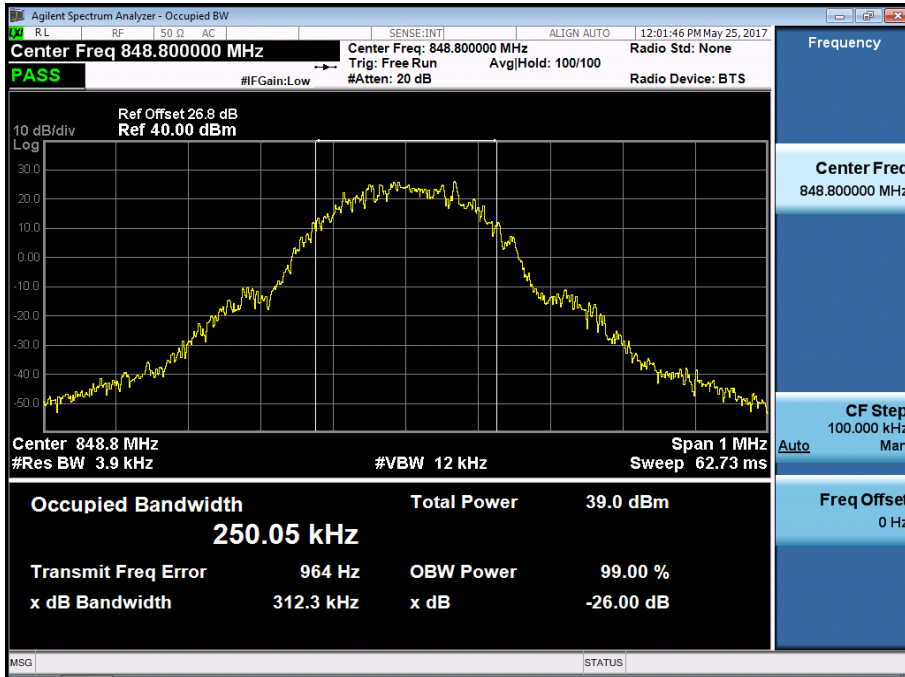 Agilent Spectrum Analyzer - Occupied BW
LXI RL RF 50 Ω AC SENSE:INT ALIGN AUTO 12:01:46 PM May 25, 2017
Center Freq 848.800000 MHz
Center Freq: 848.800000 MHz Radio Std: None
Trig: Free Run Avg|Hold: 100/100
PASS #IFGain:Low #Atten: 20 dB Radio Device: BTS
Ref Offset 26.8 dB
10 dB/div Ref 40.00 dBm
Log
30.0
20.0
10.0
0.00
-10.0
-20.0
-30.0
-40.0
-50.0
Center 848.8 MHz Span 1 MHz
#Res BW 3.9 kHz #VBW 12 kHz Sweep 62.73 ms
Occupied Bandwidth Total Power 39.0 dBm
250.05 kHz
Transmit Freq Error 964 Hz OBW Power 99.00 %
x dB Bandwidth 312.3 kHz x dB -26.00 dB
MSG STATUS
Frequency
Center Freq
848.800000 MHz
CF Step
100.000 kHz
Auto Man
Freq Offset
0 Hz